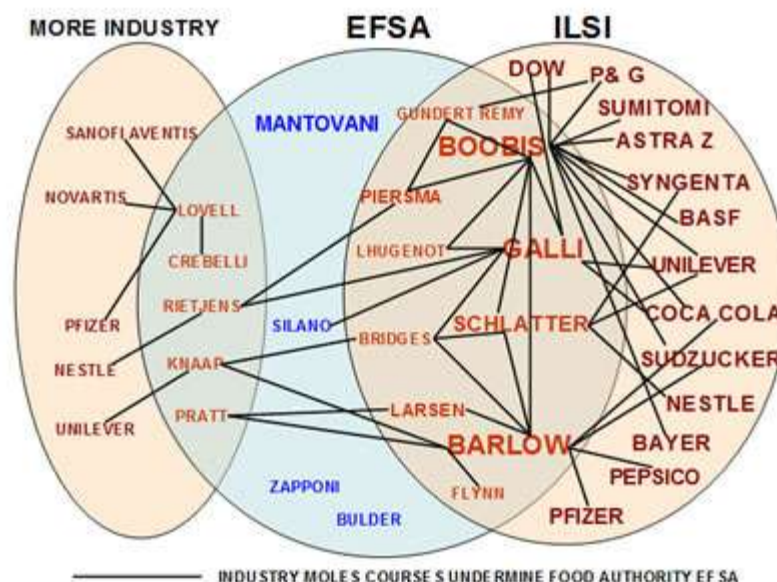 MORE INDUSTRY
EFSA
ILSI
DOW
P& G
GUNDERT REMY
SUMITOMI
MANTOVANI
SANOFLAVENTIS
BOOBIS
ASTRA Z
SYNGENTA
NOVARTIS
LOVELL
PIERSMA
BASF
CREBELLI
LHUGENOT
GALLI
UNILEVER
RIETJENS
COCA COLA
PFIZER
SILANO
BRIDGES
SCHLATTER
SUDZUCKER
NESTLE
KNAAP
NESTLE
UNILEVER
PRATT
LARSEN
BARLOW
BAYER
PEPSICO
ZAPPONI
FLYNN
BULDER
PFIZER
INDUSTRY MOLES COURSES UNDERMINE FOOD AUTHORITY EFSA